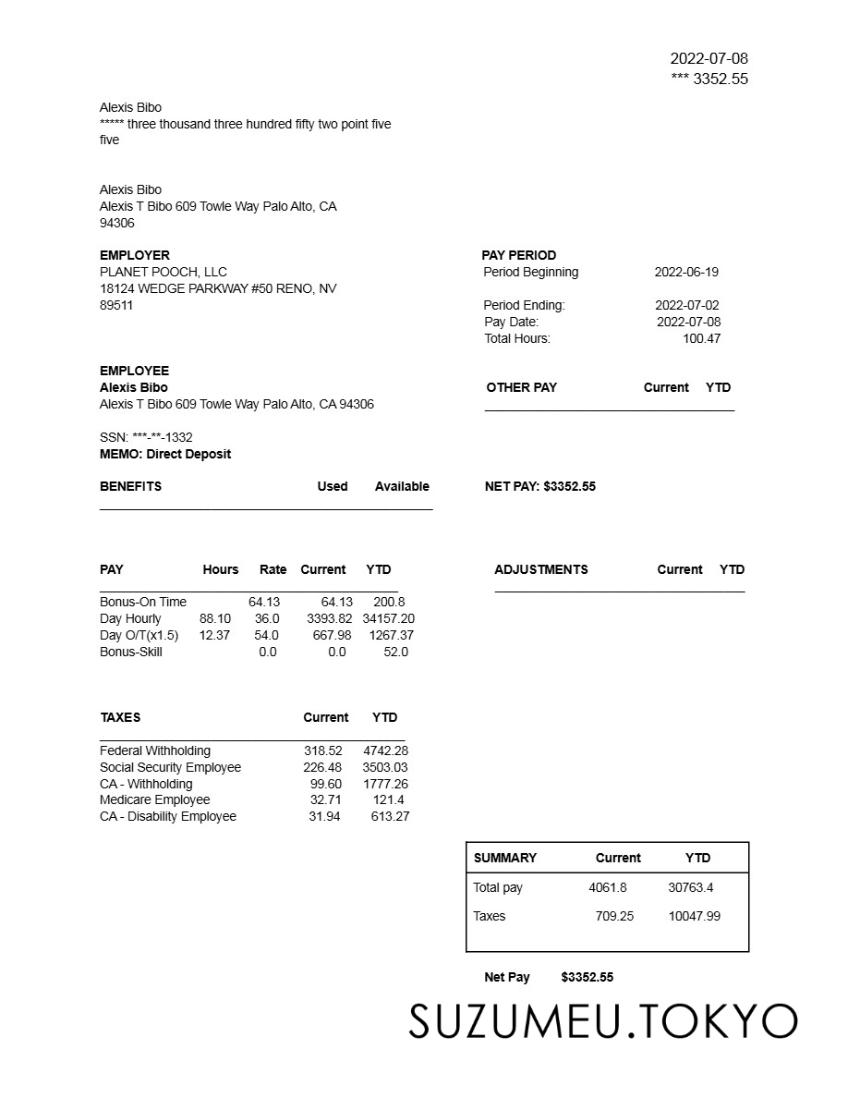 2022-07-08
*** 3352.55
Alexis Bibo
***** three thousand three hundred fifty two point five
five
Alexis Bibo
Alexis T Bibo 609 Towle Way Palo Alto, CA
94306
EMPLOYER
PLANET POOCH, LLC
18124 WEDGE PARKWAY #50 RENO, NV
89511
PAY PERIOD
Period Beginning 2022-06-19
Period Ending: 2022-07-02
Pay Date: 2022-07-08
Total Hours: 100.47
EMPLOYEE
Alexis Bibo
Alexis T Bibo 609 Towle Way Palo Alto, CA 94306
OTHER PAY Current YTD
SSN: ***-**-1332
MEMO: Direct Deposit
BENEFITS Used Available
NET PAY: $3352.55
PAY Hours Rate Current YTD
Bonus-On Time 64.13 64.13 200.8
Day Hourly 88.10 36.0 3393.82 34157.20
Day O/T(x1.5) 12.37 54.0 667.98 1267.37
Bonus-Skill 0.0 0.0 52.0
ADJUSTMENTS Current YTD
TAXES Current YTD
Federal Withholding 318.52 4742.28
Social Security Employee 226.48 3503.03
CA - Withholding 99.60 1777.26
Medicare Employee 32.71 121.4
CA - Disability Employee 31.94 613.27
SUMMARY Current YTD
Total pay 4061.8 30763.4
Taxes 709.25 10047.99
Net Pay $3352.55
SUZUMEU.TOKYO